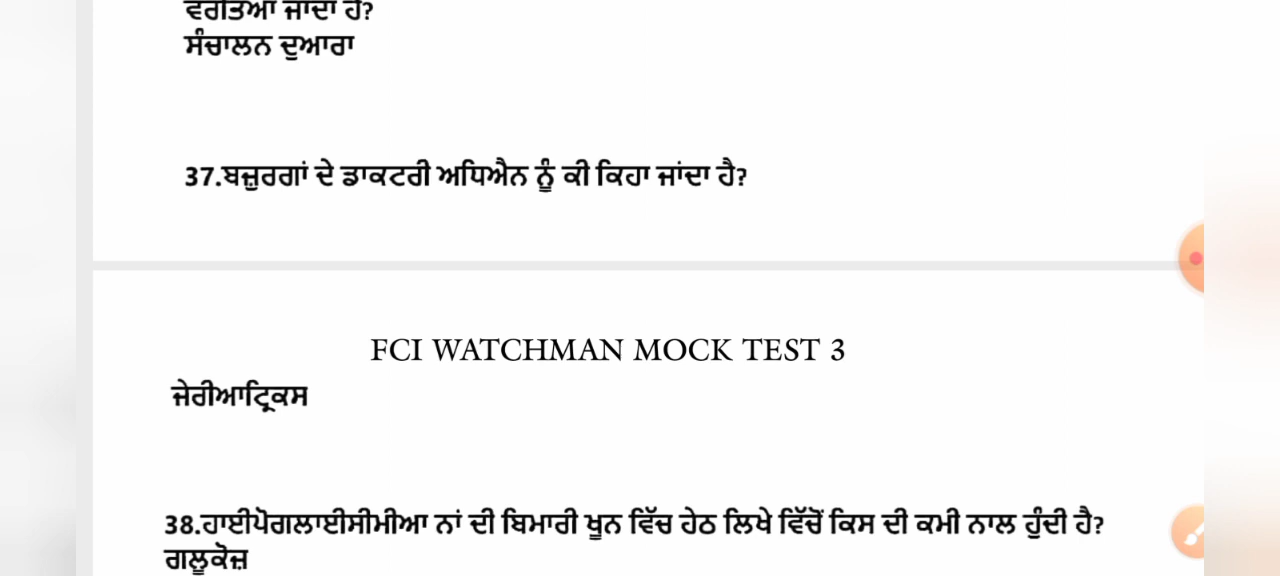 ਵਰਤਿਆ ਜਾਂਦਾ ਹੈ?
ਸੰਚਾਲਨ ਦੁਆਰਾ
37.ਬਜ਼ੁਰਗਾਂ ਦੇ ਡਾਕਟਰੀ ਅਧਿਐਨ ਨੂੰ ਕੀ ਕਿਹਾ ਜਾਂਦਾ ਹੈ?
FCI WATCHMAN MOCK TEST 3
ਜੇਰੀਆਟ੍ਰਿਕਸ
38.ਹਾਈਪੋਗਲਾਈਸੀਮੀਆ ਨਾਂ ਦੀ ਬਿਮਾਰੀ ਖੂਨ ਵਿੱਚ ਹੇਠ ਲਿਖੇ ਵਿੱਚੋਂ ਕਿਸ ਦੀ ਕਮੀ ਨਾਲ ਹੁੰਦੀ ਹੈ?
ਗਲੂਕੋਜ਼